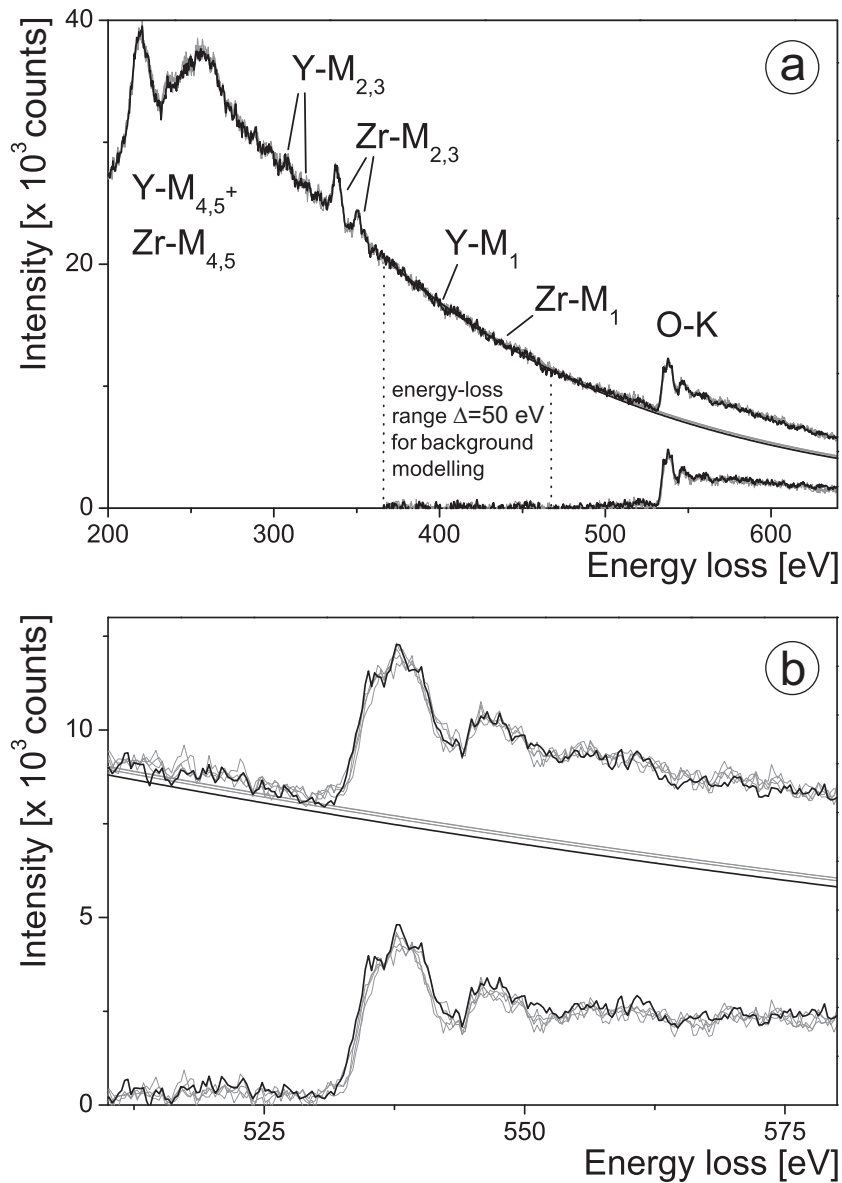 40
a
Y-M2,3
Zr-M2,3
Y-M4,5+
Zr-M4,5
Intensity [x 10³ counts]
20
Y-M1
Zr-M1
O-K
energy-loss
range Δ=50 eV
for background
modelling
0
200 300 400 500 600
Energy loss [eV]
b
Intensity [x 10³ counts]
10
5
0
525 550 575
Energy loss [eV]